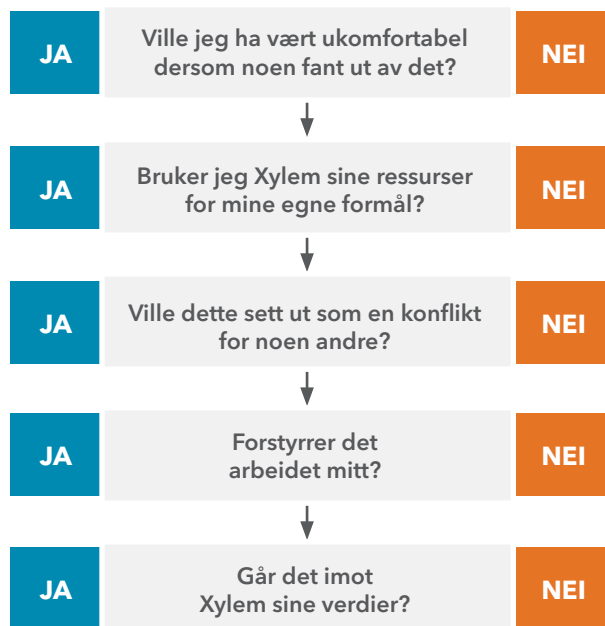 JA
Ville jeg ha vært ukomfortabel
dersom noen fant ut av det?
NEI
JA
Bruker jeg Xylem sine ressurser
for mine egne formål?
NEI
JA
Ville dette sett ut som en konflikt
for noen andre?
NEI
JA
Forstyrrer det
arbeidet mitt?
NEI
JA
Går det imot
Xylem sine verdier?
NEI